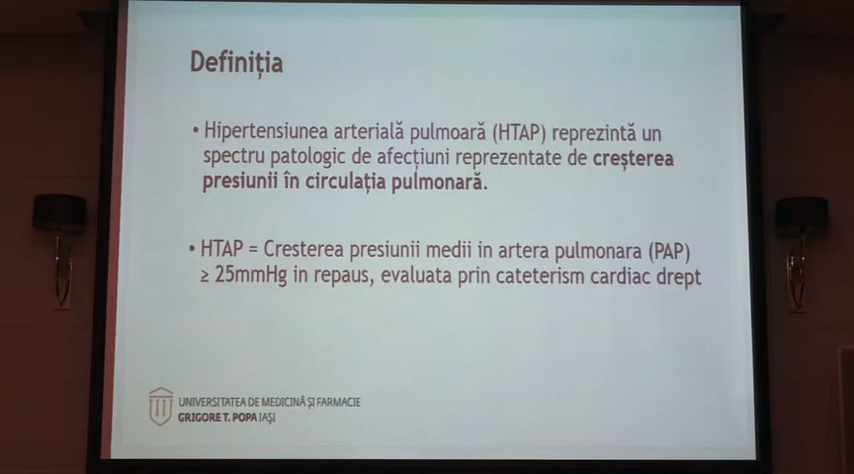 Definiția
• Hipertensiunea arterială pulmoară (HTAP) reprezintă un
spectru patologic de afecțiuni reprezentate de creșterea
presiunii în circulația pulmonară.
• HTAP = Cresterea presiunii medii in artera pulmonara (PAP)
≥ 25mmHg in repaus, evaluata prin cateterism cardiac drept
UNIVERSITATEA DE MEDICINĂ ȘI FARMACIE
GRIGORE T. POPA IAȘI